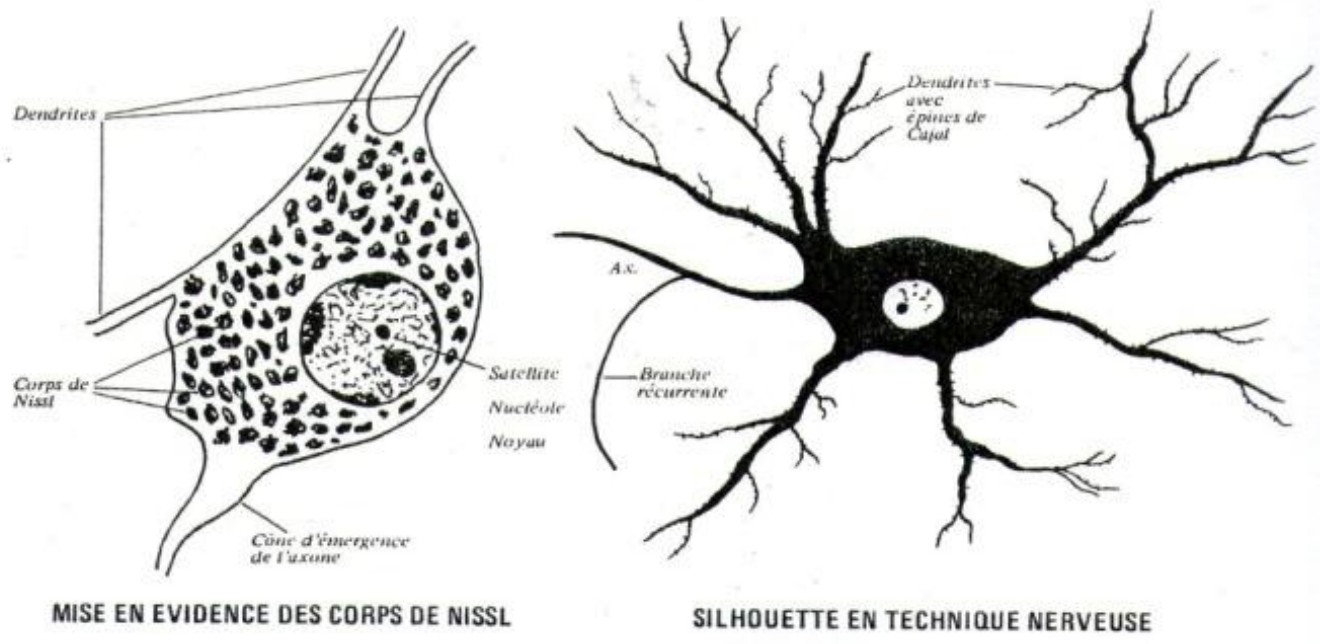 Dendrites
Corps de
Nissl
Satellite
Nucléole
Noyau
Cône d'émergence
de l'axone
MISE EN EVIDENCE DES CORPS DE NISSL
Dendrites
avec
épines de
Cajal
Ax.
Branche
récurrente
SILHOUETTE EN TECHNIQUE NERVEUSE